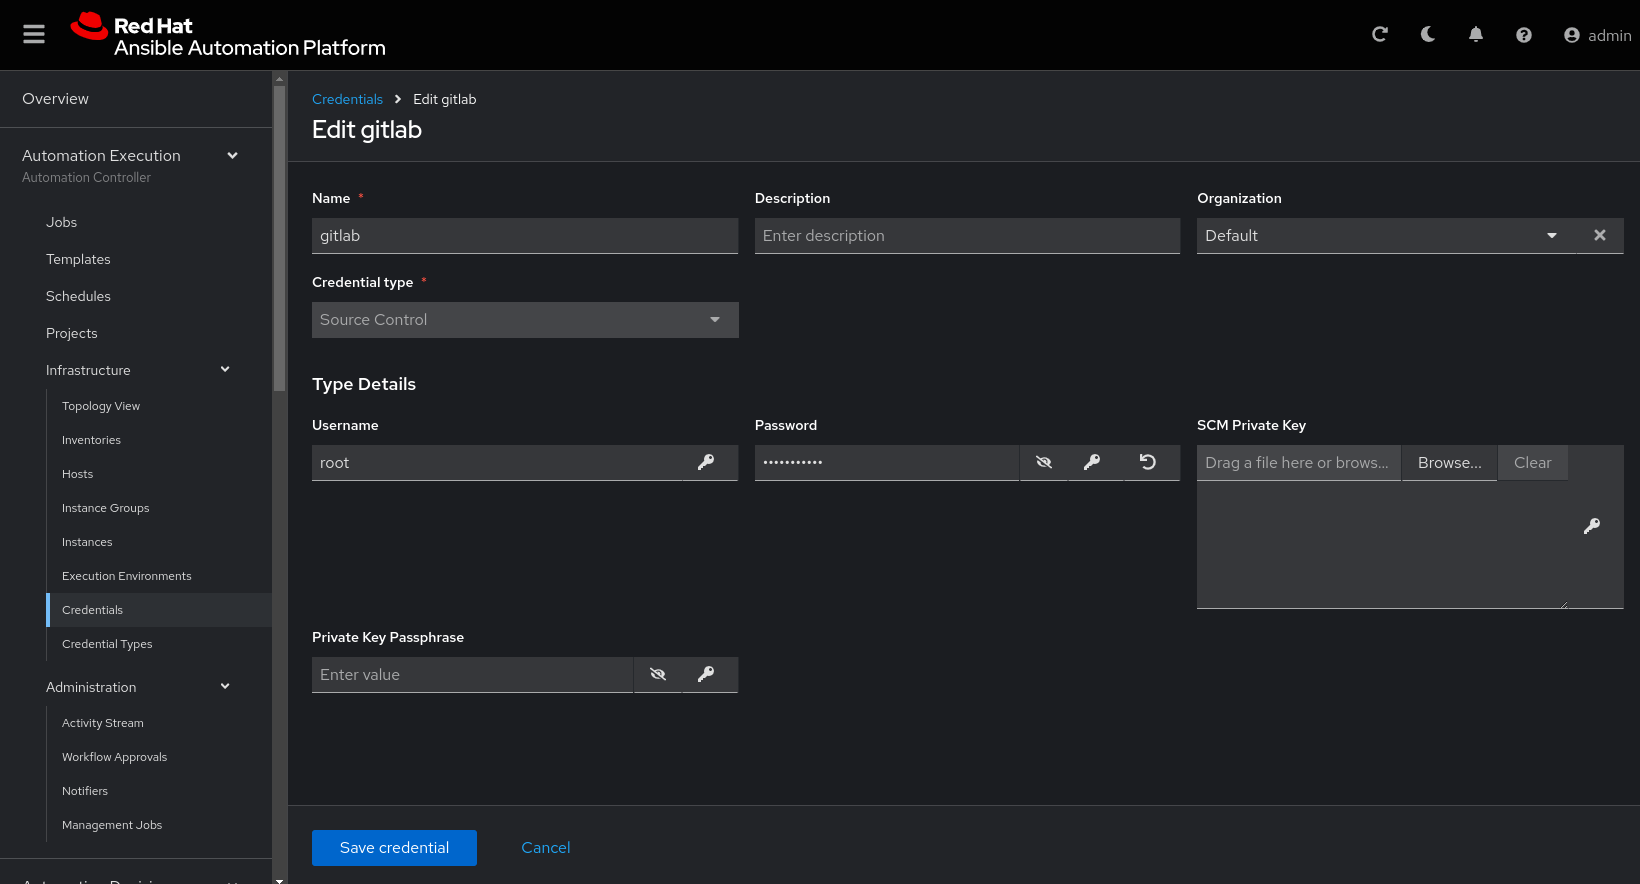 Red Hat
Ansible Automation Platform
admin
Overview
Automation Execution
Automation Controller
Jobs
Templates
Schedules
Projects
Infrastructure
Topology View
Inventories
Hosts
Instance Groups
Instances
Execution Environments
Credentials
Credential Types
Administration
Activity Stream
Workflow Approvals
Notifiers
Management Jobs
Credentials > Edit gitlab
Edit gitlab
Name * Description Organization
gitlab Enter description Default
Credential type *
Source Control
Type Details
Username Password SCM Private Key
root ••••••••••• Drag a file here or brows... Browse... Clear
Private Key Passphrase
Enter value
Save credential Cancel